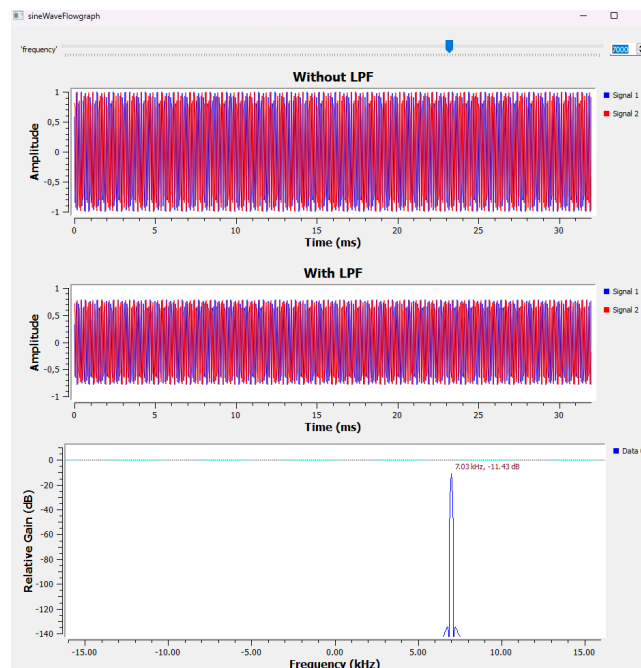 sineWaveFlowgraph
'frequency'
7000
Without LPF
Amplitude
1
0,5
0
-0,5
-1
Signal 1
Signal 2
0 5 10 15 20 25 30
Time (ms)
With LPF
Amplitude
1
0,5
0
-0,5
-1
Signal 1
Signal 2
0 5 10 15 20 25 30
Time (ms)
Relative Gain (dB)
0
-20
-40
-60
-80
-100
-120
-140
7.03 kHz, -11.43 dB
Data
-15.00 -10.00 -5.00 0.00 5.00 10.00 15.00
Frequency (kHz)